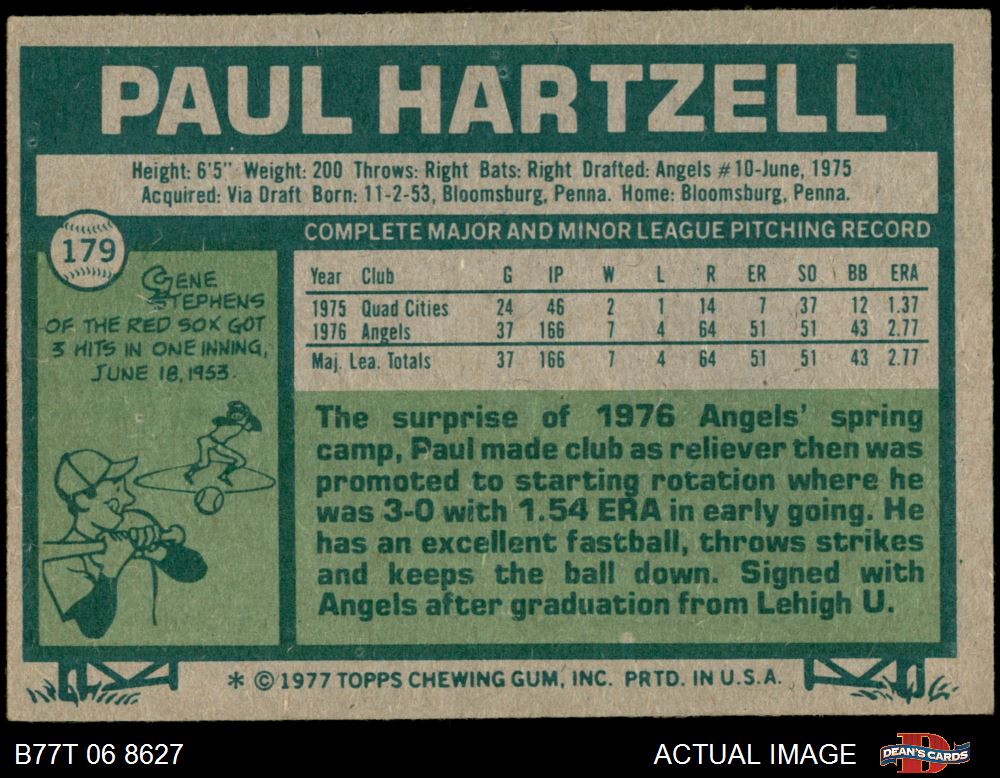 PAUL HARTZELL
Height: 6'5" Weight: 200 Throws: Right Bats: Right Drafted: Angels #10-June, 1975
Acquired: Via Draft Born: 11-2-53, Bloomsburg, Penna. Home: Bloomsburg, Penna.
179
COMPLETE MAJOR AND MINOR LEAGUE PITCHING RECORD
GENE
STEPHENS
OF THE RED SOX GOT
3 HITS IN ONE INNING,
JUNE 18, 1953.
Year Club G IP W L R ER SO BB ERA
1975 Quad Cities 24 46 2 1 14 7 37 12 1.37
1976 Angels 37 166 7 4 64 51 51 43 2.77
Maj. Lea. Totals 37 166 7 4 64 51 51 43 2.77
The surprise of 1976 Angels' spring
camp, Paul made club as reliever then was
promoted to starting rotation where he
was 3-0 with 1.54 ERA in early going. He
has an excellent fastball, throws strikes
and keeps the ball down. Signed with
Angels after graduation from Lehigh U.
* © 1977 TOPPS CHEWING GUM, INC. PRTD. IN U.S.A.
B77T 06 8627
ACTUAL IMAGE
D
DEAN'S CARDS